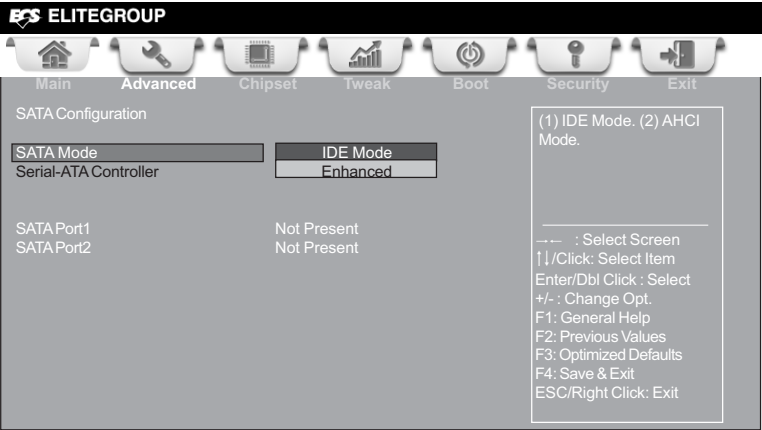 ECS ELITEGROUP
Main Advanced Chipset Tweak Boot Security Exit
SATA Configuration
SATA Mode IDE Mode
Serial-ATA Controller Enhanced
SATA Port1 Not Present
SATA Port2 Not Present
(1) IDE Mode. (2) AHCI
Mode.
→← : Select Screen
↑↓/Click: Select Item
Enter/Dbl Click : Select
+/- : Change Opt.
F1: General Help
F2: Previous Values
F3: Optimized Defaults
F4: Save & Exit
ESC/Right Click: Exit